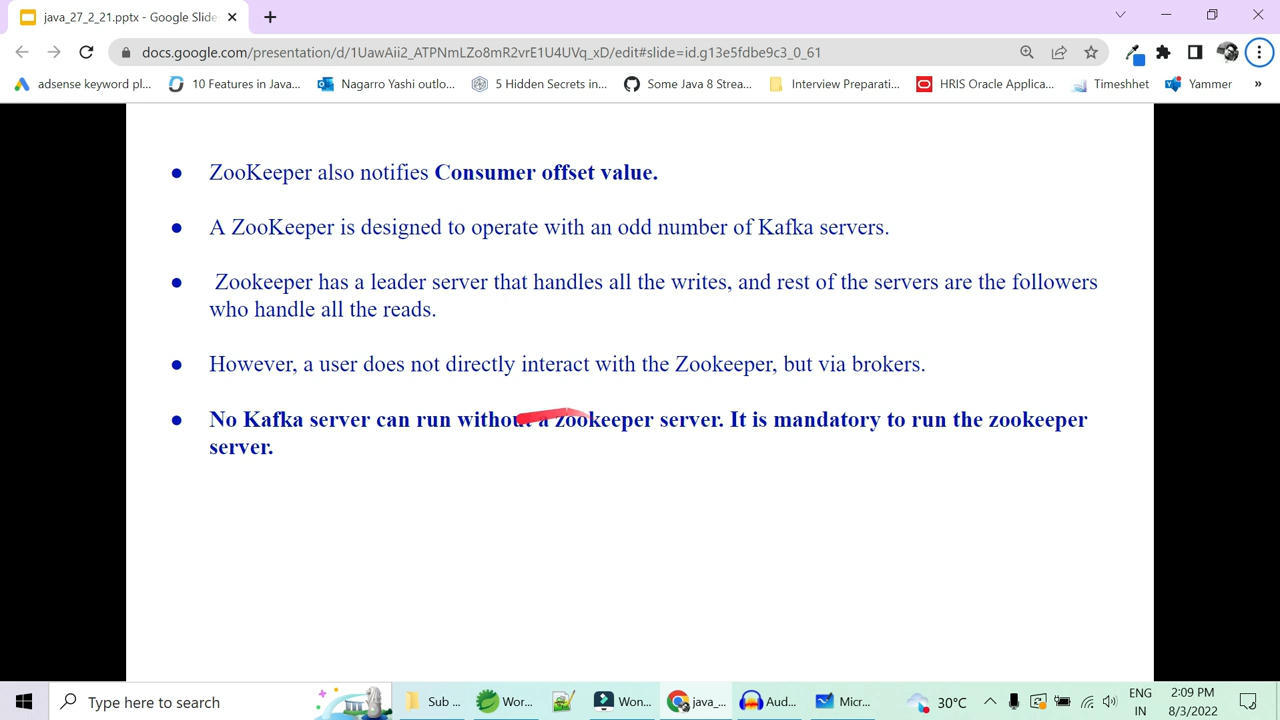 java_27_2_21.pptx - Google Slide
docs.google.com/presentation/d/1UawAii2_ATPNmLZo8mR2vrE1U4UVq_xD/edit#slide=id.g13e5fdbe9c3_0_61
adsense keyword pl... 10 Features in Java... Nagarro Yashi outlo... 5 Hidden Secrets in... Some Java 8 Strea... Interview Preparati... HRIS Oracle Applica... Timeshhet Yammer »
● ZooKeeper also notifies Consumer offset value.
● A ZooKeeper is designed to operate with an odd number of Kafka servers.
● Zookeeper has a leader server that handles all the writes, and rest of the servers are the followers
who handle all the reads.
● However, a user does not directly interact with the Zookeeper, but via brokers.
● No Kafka server can run without a zookeeper server. It is mandatory to run the zookeeper
server.
Type here to search Sub ... Wor... Won... java_... Aud... Micr... 30°C ENG 2:09 PM
IN 8/3/2022